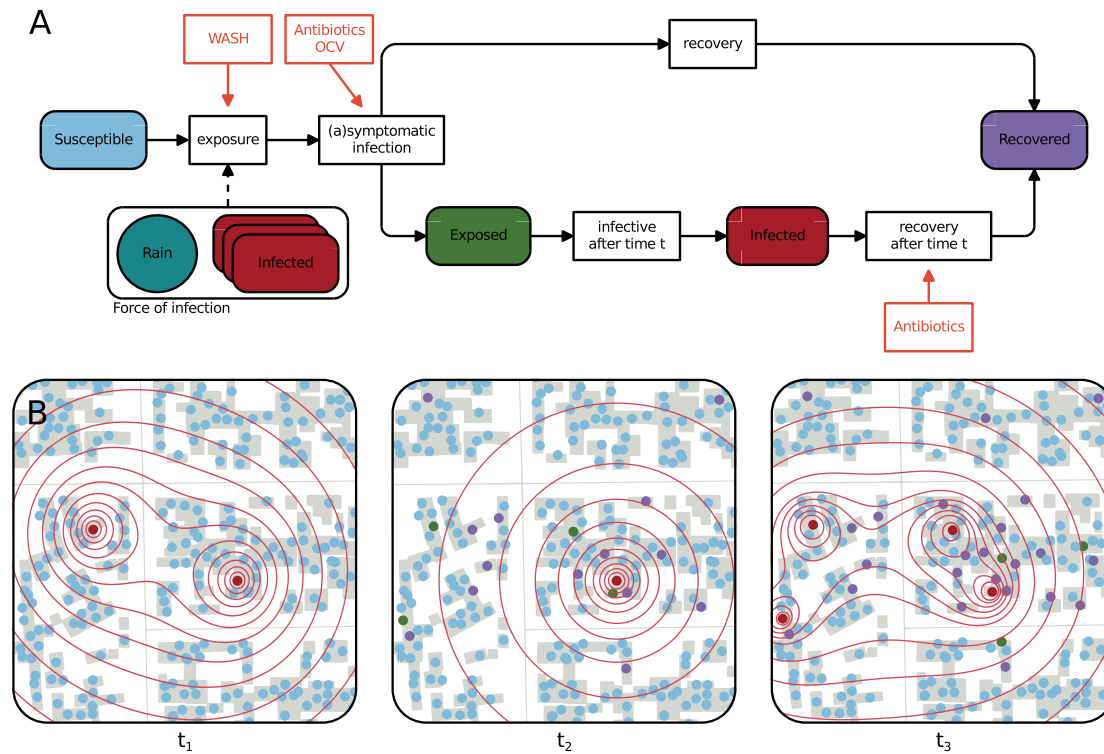 A
WASH
Antibiotics
OCV
recovery
Susceptible
exposure
(a)symptomatic
infection
Recovered
Rain
Infected
Force of infection
Exposed
infective
after time t
Infected
recovery
after time t
Antibiotics
B
t₁
t₂
t₃